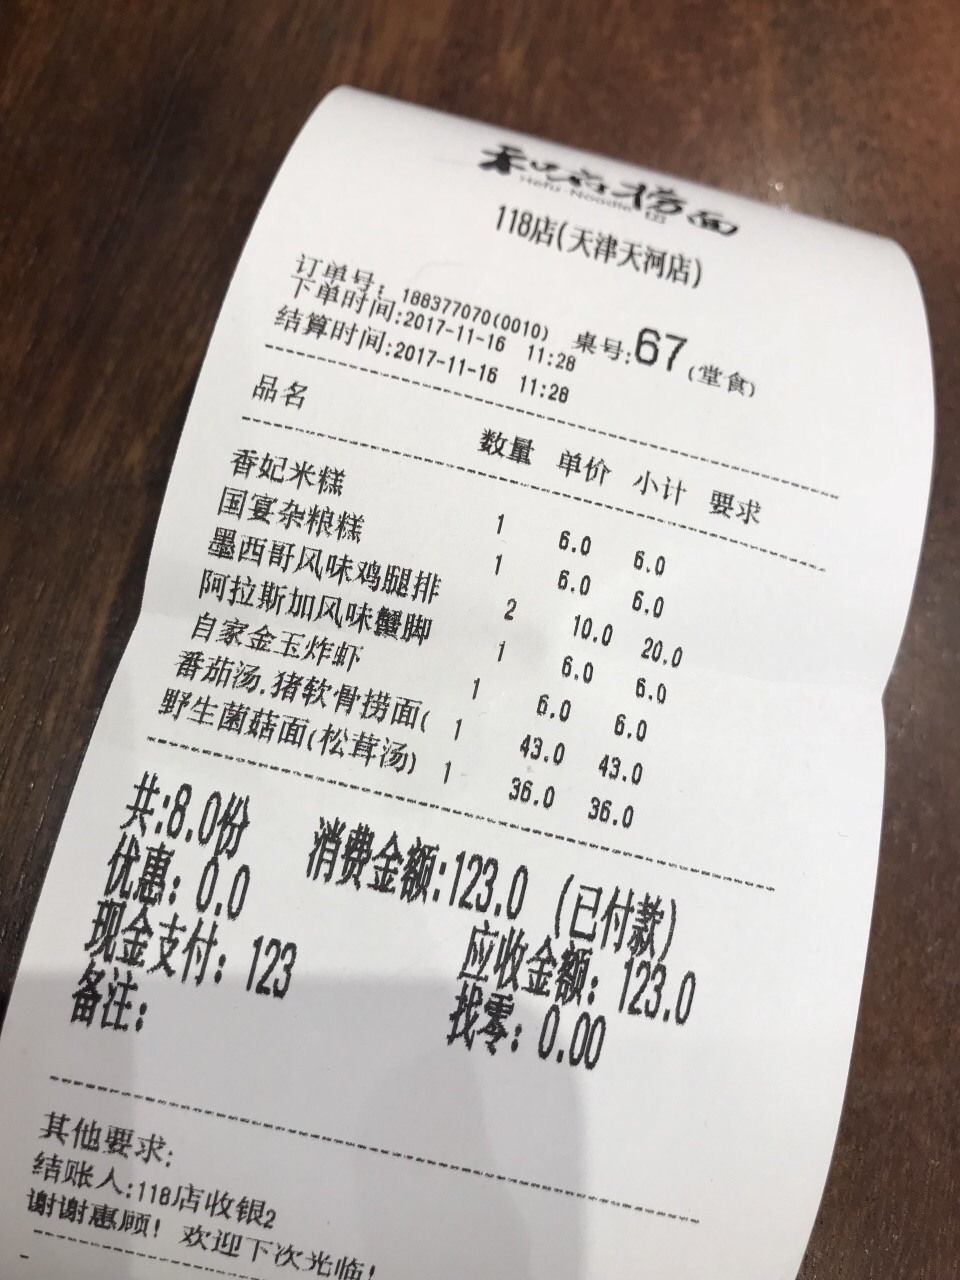 和府捞面
Hefu Noodle
118店(天津天河店)
订单号: 188377070(0010) 桌号:67(堂食)
下单时间:2017-11-16 11:28
结算时间:2017-11-16 11:28
品名 数量 单价 小计 要求
香妃米糕 1 6.0 6.0
国宴杂粮糕 1 6.0 6.0
墨西哥风味鸡腿排 2 10.0 20.0
阿拉斯加风味蟹脚 1 6.0 6.0
自家金玉炸虾 1 6.0 6.0
番茄汤.猪软骨捞面( 1 43.0 43.0
野生菌菇面(松茸汤) 1 36.0 36.0
共:8.0份 消费金额:123.0 (已付款)
优惠: 0.0 应收金额: 123.0
现金支付: 123 找零: 0.00
备注:
其他要求:
结账人:118店收银2
谢谢惠顾! 欢迎下次光临!